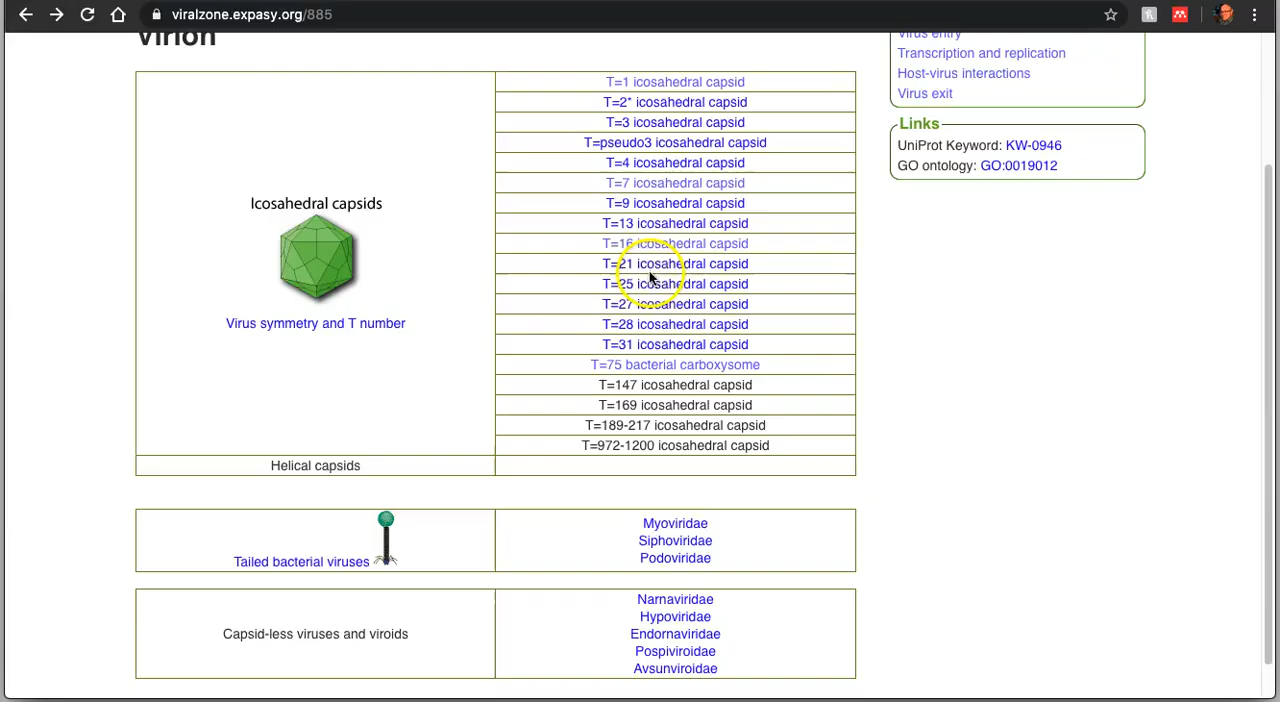 viralzone.expasy.org/885
Virion
Virus entry
Transcription and replication
Host-virus interactions
Virus exit
Links
UniProt Keyword: KW-0946
GO ontology: GO:0019012
Icosahedral capsids
Virus symmetry and T number
T=1 icosahedral capsid
T=2* icosahedral capsid
T=3 icosahedral capsid
T=pseudo3 icosahedral capsid
T=4 icosahedral capsid
T=7 icosahedral capsid
T=9 icosahedral capsid
T=13 icosahedral capsid
T=16 icosahedral capsid
T=21 icosahedral capsid
T=25 icosahedral capsid
T=27 icosahedral capsid
T=28 icosahedral capsid
T=31 icosahedral capsid
T=75 bacterial carboxysome
T=147 icosahedral capsid
T=169 icosahedral capsid
T=189-217 icosahedral capsid
T=972-1200 icosahedral capsid
Helical capsids
Tailed bacterial viruses
Myoviridae
Siphoviridae
Podoviridae
Capsid-less viruses and viroids
Narnaviridae
Hypoviridae
Endornaviridae
Pospiviroidae
Avsunviroidae